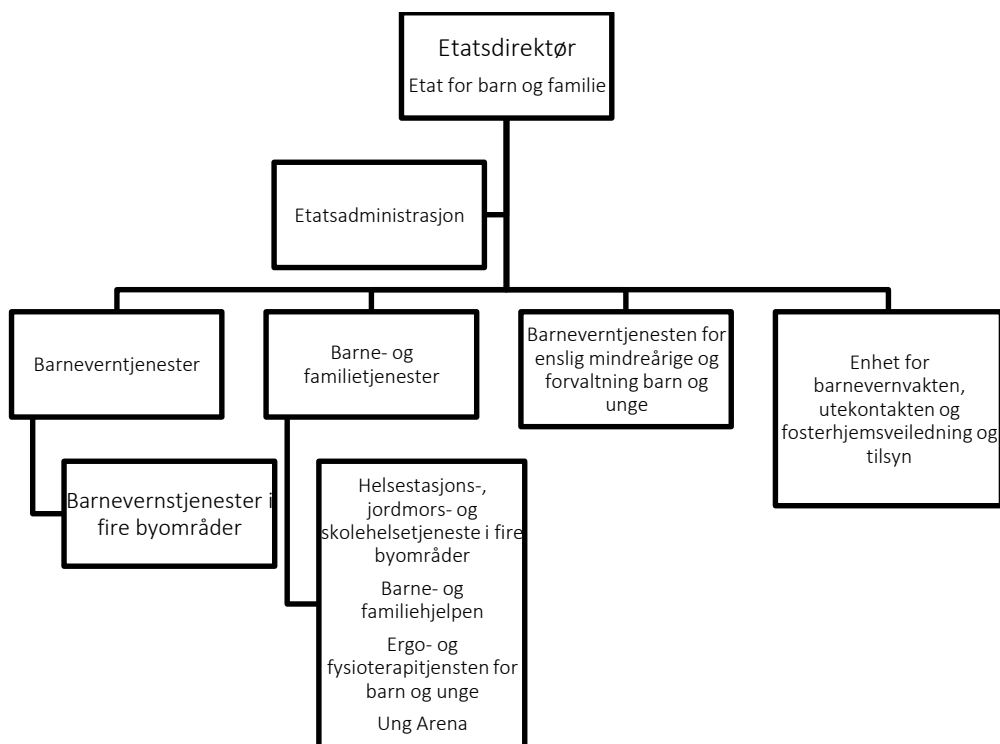 Etatsdirektør
Etat for barn og familie
Etatsadministrasjon
Barneverntjenester
Barne- og
familietjenester
Barneverntjenesten for
enslig mindreårige og
forvaltning barn og
unge
Enhet for
barnevernvakten,
utekontakten og
fosterhjemsveiledning og
tilsyn
Barnevernstjenester i
fire byområder
Helsestasjons-,
jordmors- og
skolehelsetjeneste i fire
byområder
Barne- og
familiehjelpen
Ergo- og
fysioterapitjensten for
barn og unge
Ung Arena